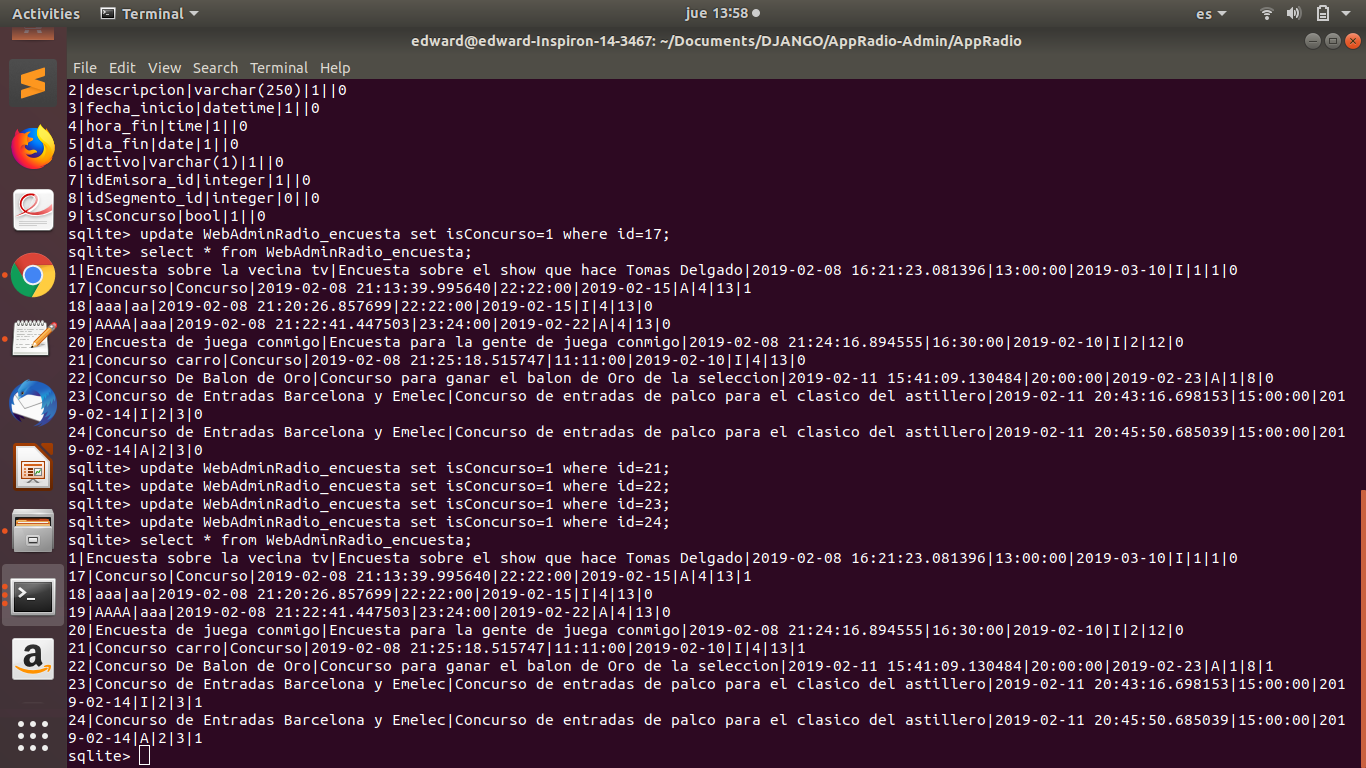 Activities Terminal jue 13:58 es
edward@edward-Inspiron-14-3467: ~/Documents/DJANGO/AppRadio-Admin/AppRadio
File Edit View Search Terminal Help
2|descripcion|varchar(250)|1||0
3|fecha_inicio|datetime|1||0
4|hora_fin|time|1||0
5|dia_fin|date|1||0
6|activo|varchar(1)|1||0
7|idEmisora_id|integer|1||0
8|idSegmento_id|integer|0||0
9|isConcurso|bool|1||0
sqlite> update WebAdminRadio_encuesta set isConcurso=1 where id=17;
sqlite> select * from WebAdminRadio_encuesta;
1|Encuesta sobre la vecina tv|Encuesta sobre el show que hace Tomas Delgado|2019-02-08 16:21:23.081396|13:00:00|2019-03-10|I|1|1|0
17|Concurso|Concurso|2019-02-08 21:13:39.995640|22:22:00|2019-02-15|A|4|13|1
18|aaa|aa|2019-02-08 21:20:26.857699|22:22:00|2019-02-15|I|4|13|0
19|AAAA|aaa|2019-02-08 21:22:41.447503|23:24:00|2019-02-22|A|4|13|0
20|Encuesta de juega conmigo|Encuesta para la gente de juega conmigo|2019-02-08 21:24:16.894555|16:30:00|2019-02-10|I|2|12|0
21|Concurso carro|Concurso|2019-02-08 21:25:18.515747|11:11:00|2019-02-10|I|4|13|0
22|Concurso De Balon de Oro|Concurso para ganar el balon de Oro de la seleccion|2019-02-11 15:41:09.130484|20:00:00|2019-02-23|A|1|8|0
23|Concurso de Entradas Barcelona y Emelec|Concurso de entradas de palco para el clasico del astillero|2019-02-11 20:43:16.698153|15:00:00|201
9-02-14|I|2|3|0
24|Concurso de Entradas Barcelona y Emelec|Concurso de entradas de palco para el clasico del astillero|2019-02-11 20:45:50.685039|15:00:00|201
9-02-14|A|2|3|0
sqlite> update WebAdminRadio_encuesta set isConcurso=1 where id=21;
sqlite> update WebAdminRadio_encuesta set isConcurso=1 where id=22;
sqlite> update WebAdminRadio_encuesta set isConcurso=1 where id=23;
sqlite> update WebAdminRadio_encuesta set isConcurso=1 where id=24;
sqlite> select * from WebAdminRadio_encuesta;
1|Encuesta sobre la vecina tv|Encuesta sobre el show que hace Tomas Delgado|2019-02-08 16:21:23.081396|13:00:00|2019-03-10|I|1|1|0
17|Concurso|Concurso|2019-02-08 21:13:39.995640|22:22:00|2019-02-15|A|4|13|1
18|aaa|aa|2019-02-08 21:20:26.857699|22:22:00|2019-02-15|I|4|13|0
19|AAAA|aaa|2019-02-08 21:22:41.447503|23:24:00|2019-02-22|A|4|13|0
20|Encuesta de juega conmigo|Encuesta para la gente de juega conmigo|2019-02-08 21:24:16.894555|16:30:00|2019-02-10|I|2|12|0
21|Concurso carro|Concurso|2019-02-08 21:25:18.515747|11:11:00|2019-02-10|I|4|13|1
22|Concurso De Balon de Oro|Concurso para ganar el balon de Oro de la seleccion|2019-02-11 15:41:09.130484|20:00:00|2019-02-23|A|1|8|1
23|Concurso de Entradas Barcelona y Emelec|Concurso de entradas de palco para el clasico del astillero|2019-02-11 20:43:16.698153|15:00:00|201
9-02-14|I|2|3|1
24|Concurso de Entradas Barcelona y Emelec|Concurso de entradas de palco para el clasico del astillero|2019-02-11 20:45:50.685039|15:00:00|201
9-02-14|A|2|3|1
sqlite>